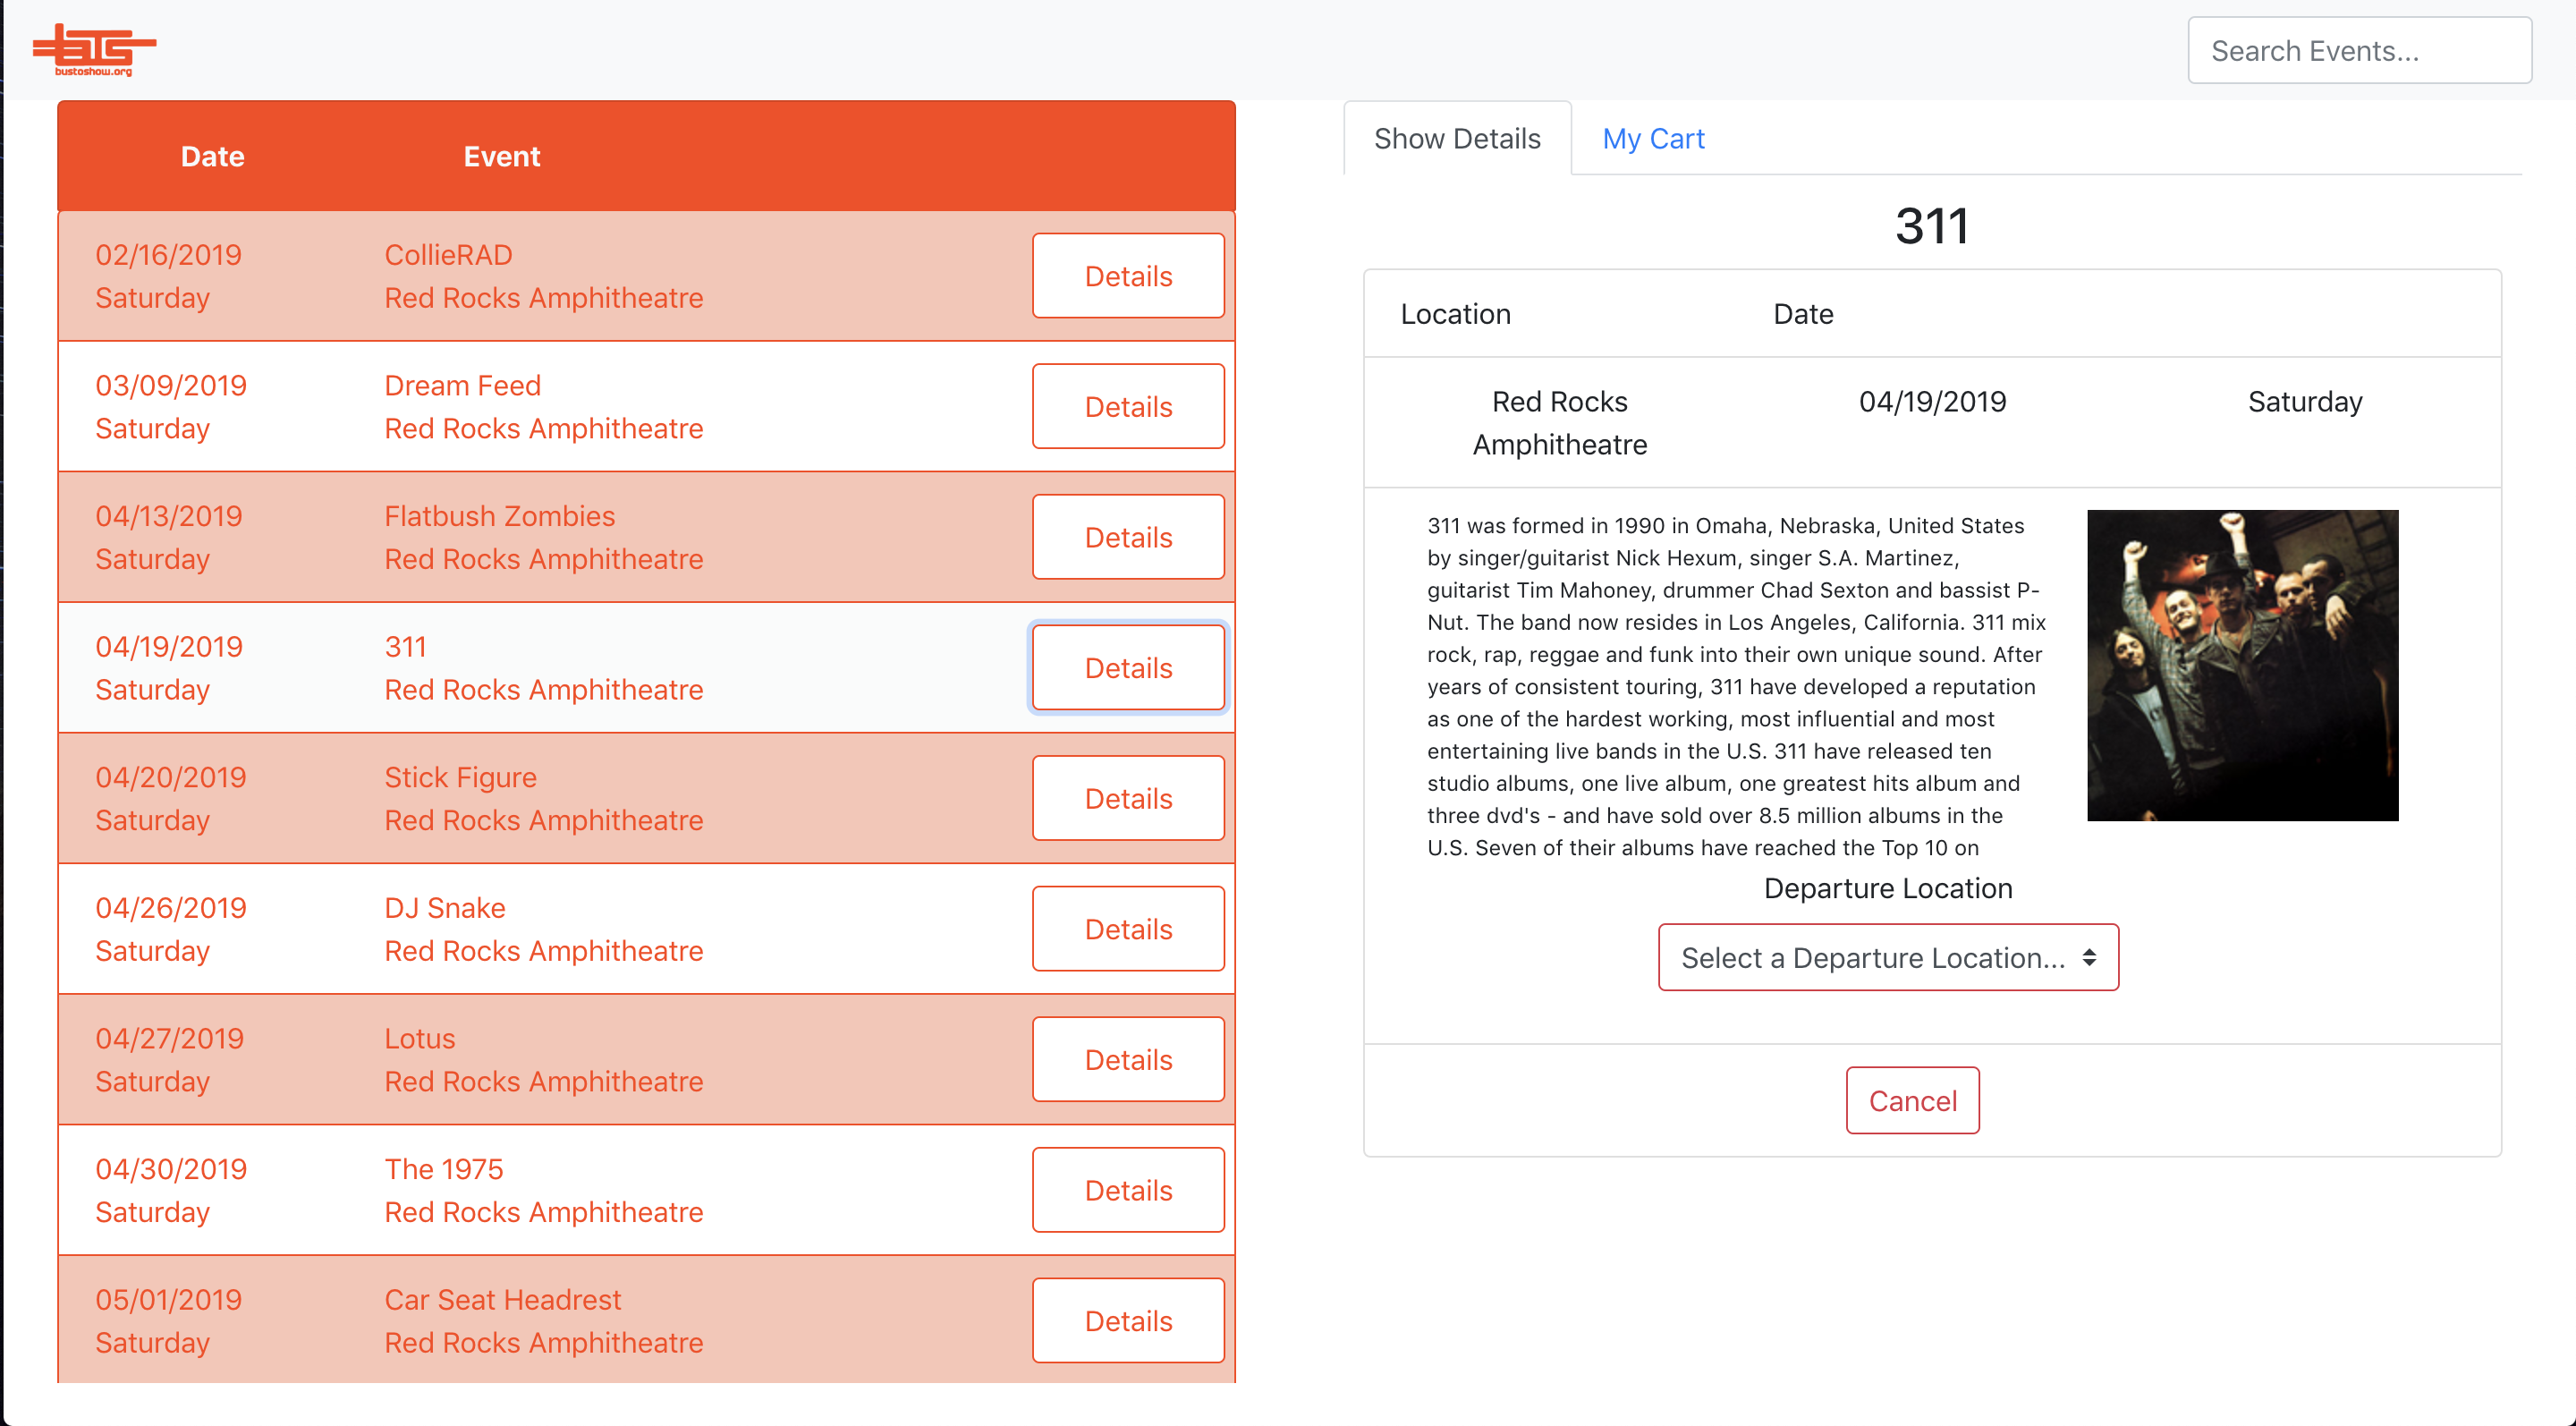 bTs
bustoshow.org
Search Events...
Date Event
02/16/2019 CollieRAD
Saturday Red Rocks Amphitheatre
Details
03/09/2019 Dream Feed
Saturday Red Rocks Amphitheatre
Details
04/13/2019 Flatbush Zombies
Saturday Red Rocks Amphitheatre
Details
04/19/2019 311
Saturday Red Rocks Amphitheatre
Details
04/20/2019 Stick Figure
Saturday Red Rocks Amphitheatre
Details
04/26/2019 DJ Snake
Saturday Red Rocks Amphitheatre
Details
04/27/2019 Lotus
Saturday Red Rocks Amphitheatre
Details
04/30/2019 The 1975
Saturday Red Rocks Amphitheatre
Details
05/01/2019 Car Seat Headrest
Saturday Red Rocks Amphitheatre
Details
Show Details My Cart
311
Location Date
Red Rocks 04/19/2019 Saturday
Amphitheatre
311 was formed in 1990 in Omaha, Nebraska, United States
by singer/guitarist Nick Hexum, singer S.A. Martinez,
guitarist Tim Mahoney, drummer Chad Sexton and bassist P-
Nut. The band now resides in Los Angeles, California. 311 mix
rock, rap, reggae and funk into their own unique sound. After
years of consistent touring, 311 have developed a reputation
as one of the hardest working, most influential and most
entertaining live bands in the U.S. 311 have released ten
studio albums, one live album, one greatest hits album and
three dvd's - and have sold over 8.5 million albums in the
U.S. Seven of their albums have reached the Top 10 on
Departure Location
Select a Departure Location...
Cancel